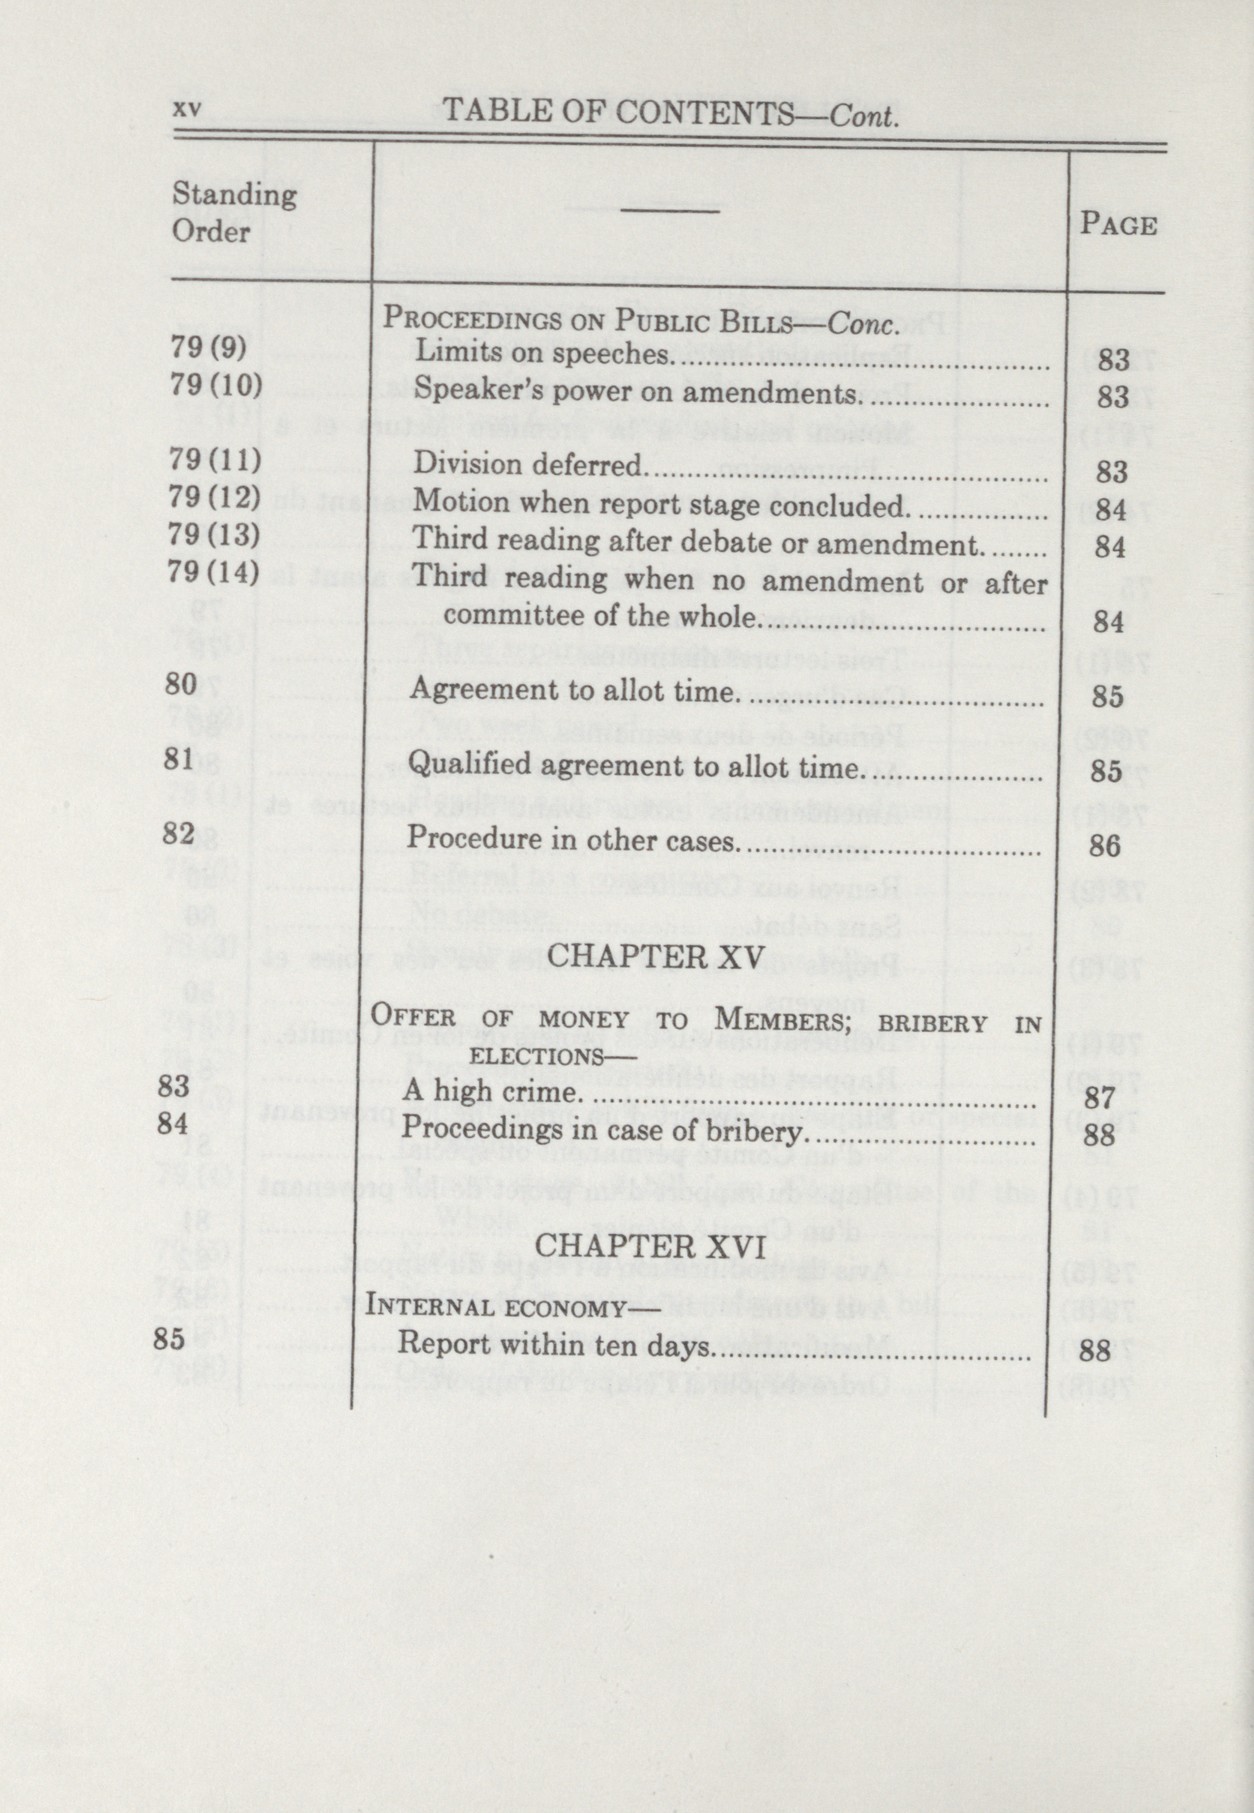 xv TABLE OF CONTENTS—Cont.
Standing
Order
PAGE
PROCEEDINGS ON PUBLIC BILLS—Conc.
79 (9) Limits on speeches 83
79 (10) Speaker's power on amendments 83
79 (11) Division deferred 83
79 (12) Motion when report stage concluded 84
79 (13) Third reading after debate or amendment 84
79 (14) Third reading when no amendment or after
committee of the whole 84
80 Agreement to allot time 85
81 Qualified agreement to allot time 85
82 Procedure in other cases 86
CHAPTER XV
OFFER OF MONEY TO MEMBERS; BRIBERY IN
ELECTIONS—
83 A high crime 87
84 Proceedings in case of bribery 88
CHAPTER XVI
INTERNAL ECONOMY—
85 Report within ten days 88